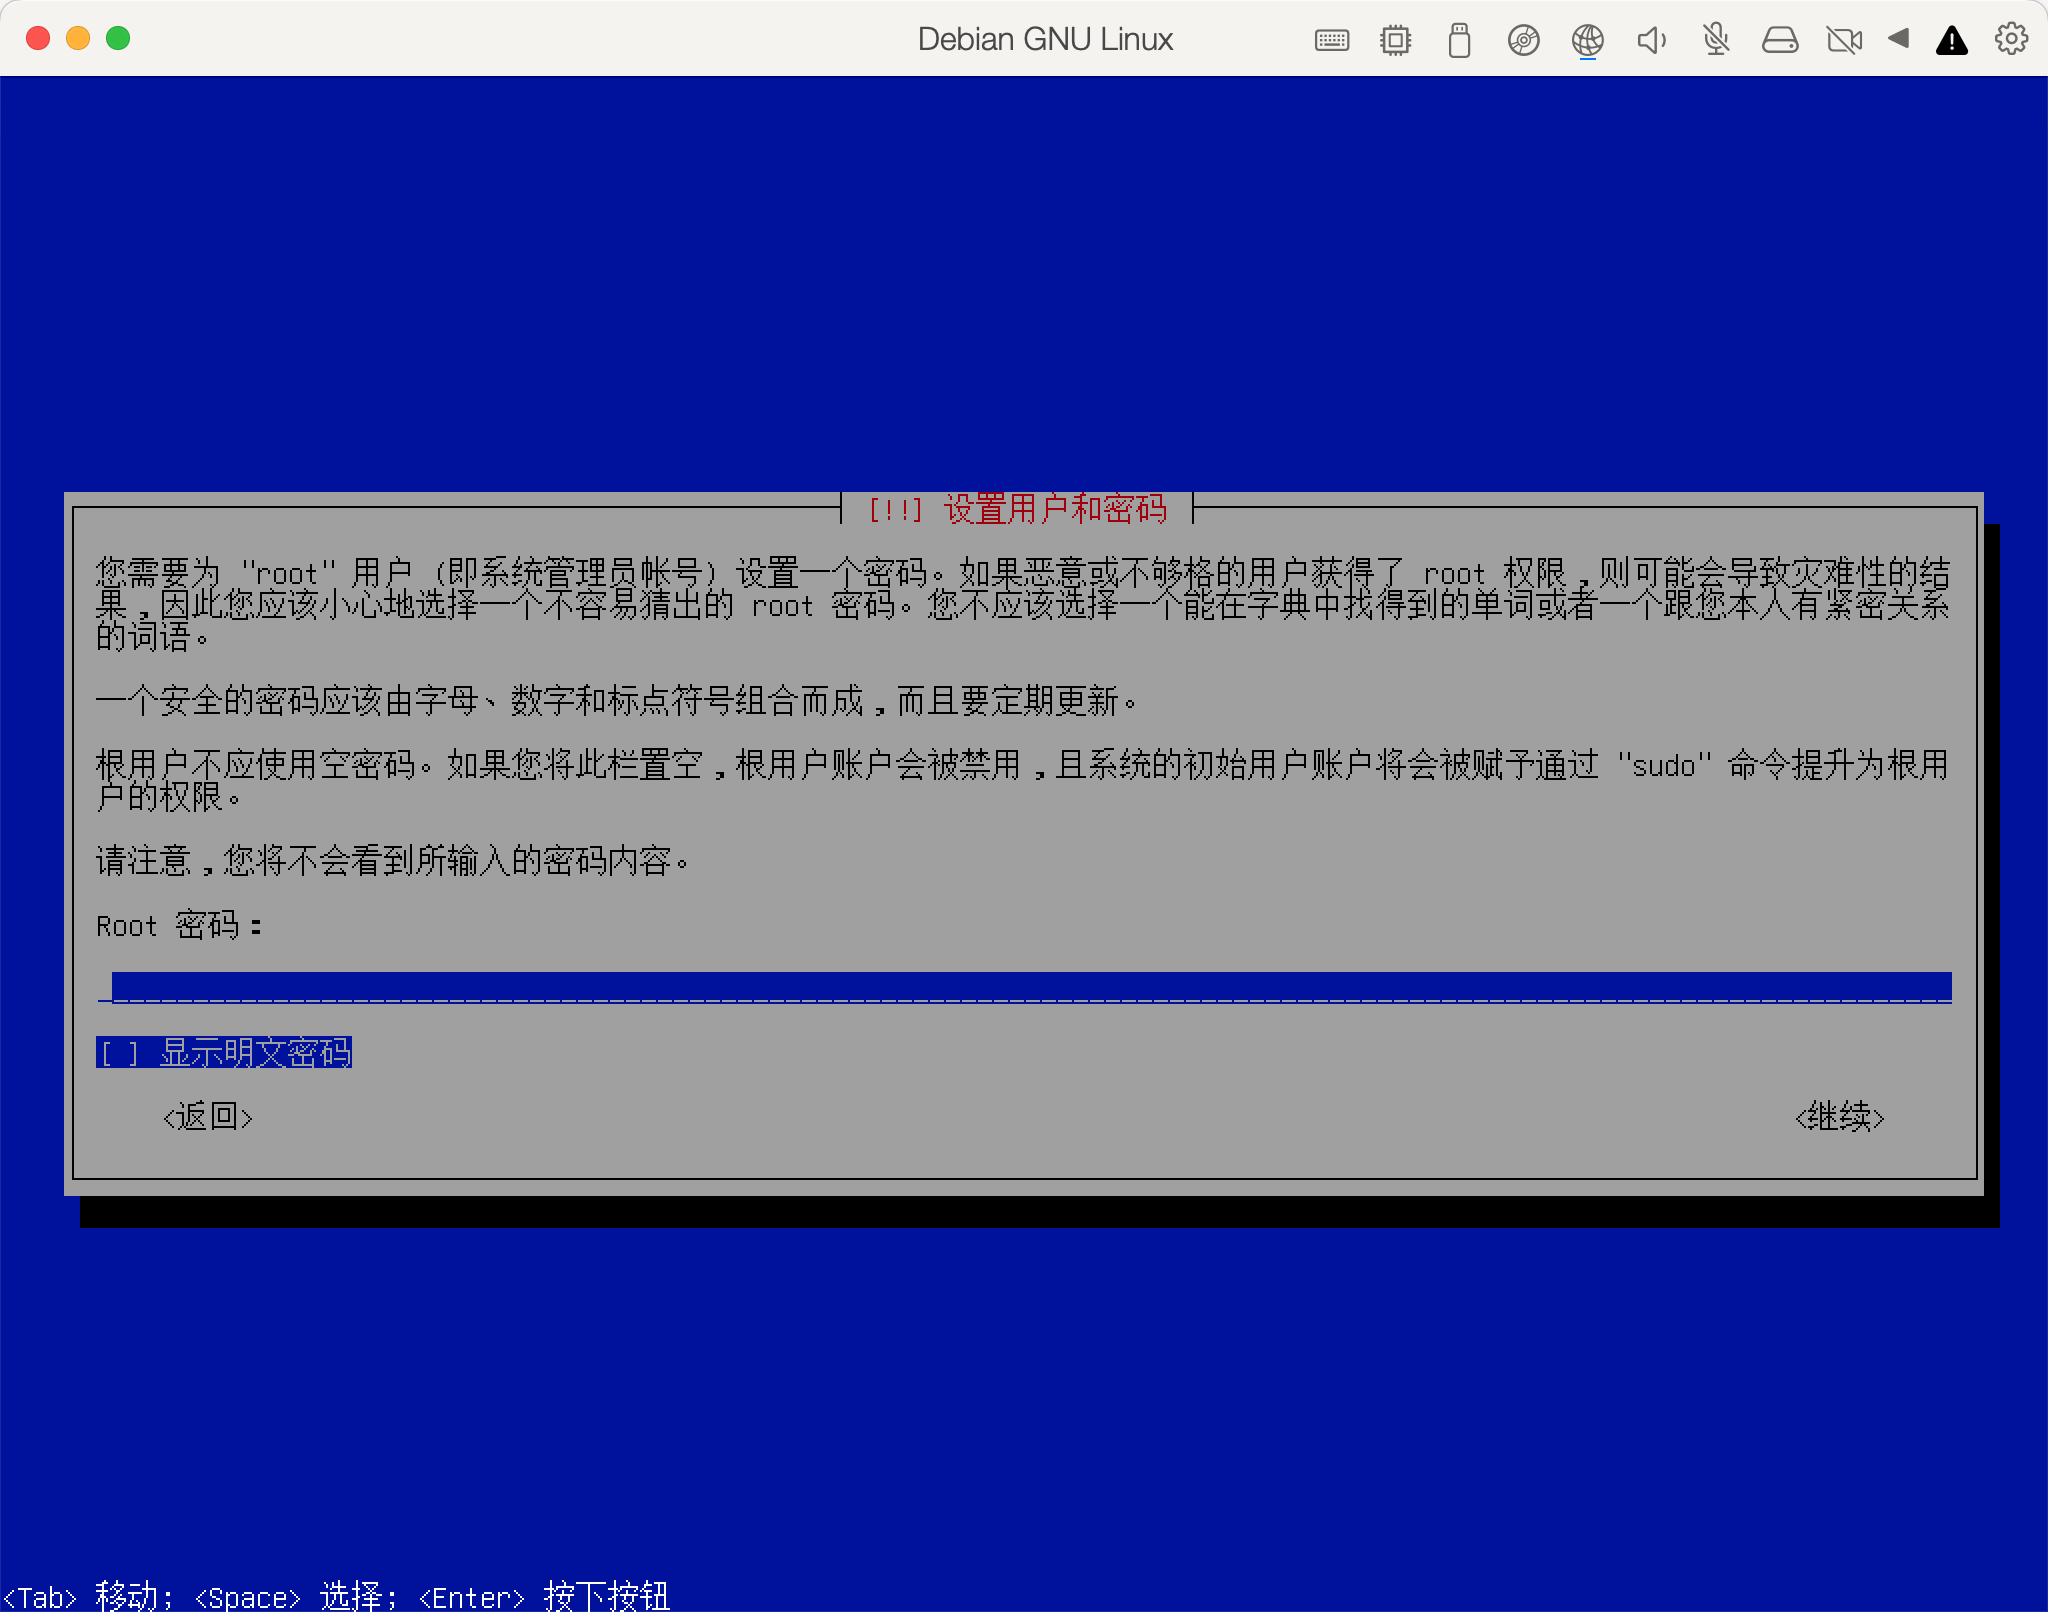 Debian GNU Linux
[!!] 设置用户和密码
您需要为 "root" 用户 (即系统管理员帐号) 设置一个密码。如果恶意或不够格的用户获得了 root 权限，则可能会导致灾难性的结
果，因此您应该小心地选择一个不容易猜出的 root 密码。您不应该选择一个能在字典中找得到的单词或者一个跟您本人有紧密关系
的词语。
一个安全的密码应该由字母、数字和标点符号组合而成，而且要定期更新。
根用户不应使用空密码。如果您将此栏置空，根用户账户会被禁用，且系统的初始用户账户将会被赋予通过 "sudo" 命令提升为根用
户的权限。
请注意，您将不会看到所输入的密码内容。
Root 密码：
[ ] 显示明文密码
<返回> <继续>
<Tab> 移动; <Space> 选择; <Enter> 按下按钮